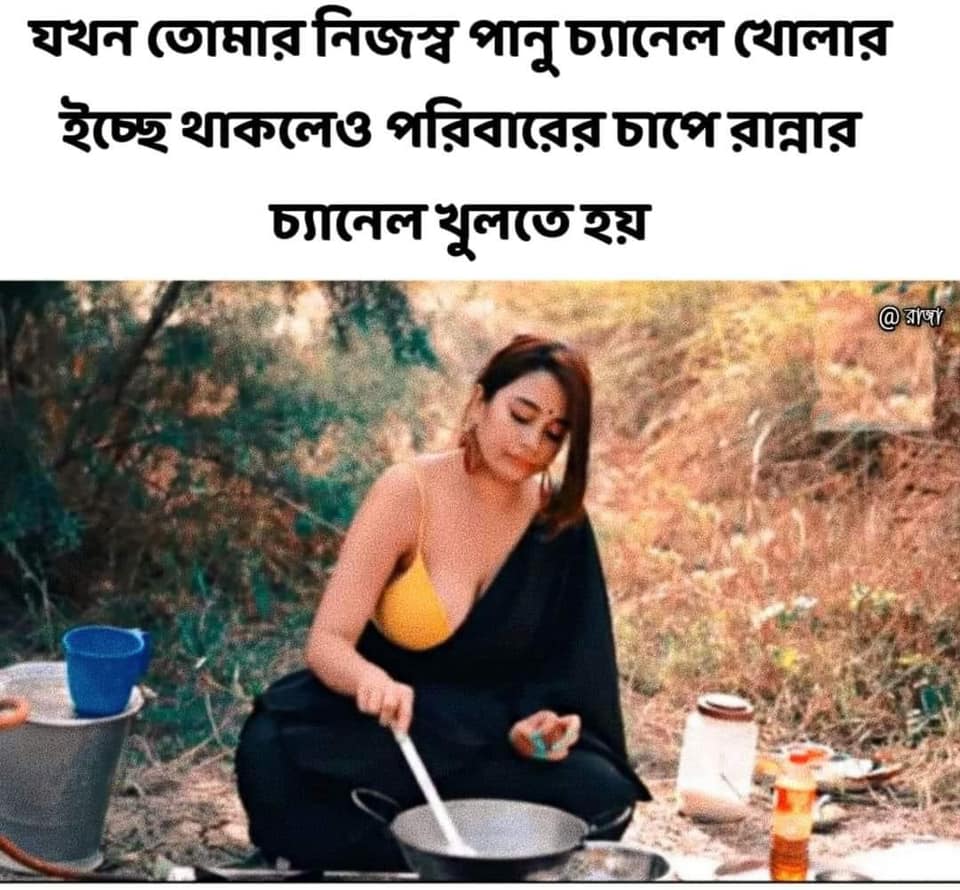 যখন তোমার নিজস্ব পানু চ্যানেল খোলার
ইচ্ছে থাকলেও পরিবারের চাপে রান্নার
চ্যানেল খুলতে হয়
@ রাজা